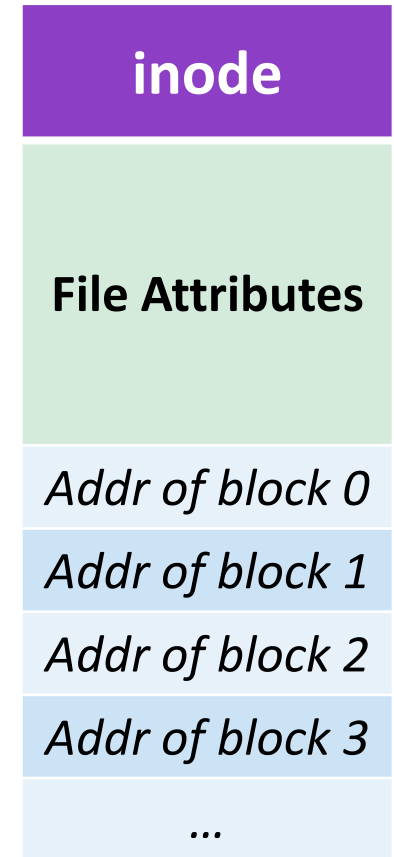 inode
File Attributes
Addr of block 0
Addr of block 1
Addr of block 2
Addr of block 3
...